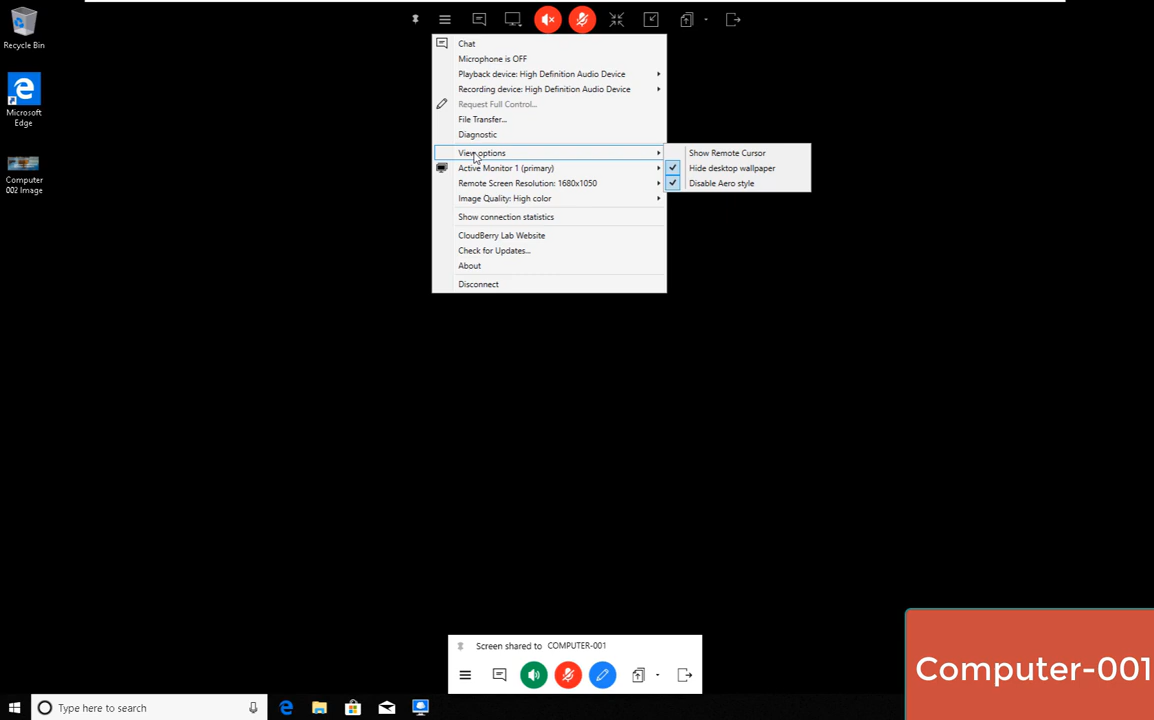 Recycle Bin
Microsoft
Edge
Computer
002 Image
Chat
Microphone is OFF
Playback device: High Definition Audio Device
Recording device: High Definition Audio Device
Request Full Control...
File Transfer...
Diagnostic
View options
Active Monitor 1 (primary)
Remote Screen Resolution: 1680x1050
Image Quality: High color
Show connection statistics
CloudBerry Lab Website
Check for Updates...
About
Disconnect
Show Remote Cursor
Hide desktop wallpaper
Disable Aero style
Screen shared to COMPUTER-001
Computer-001
Type here to search